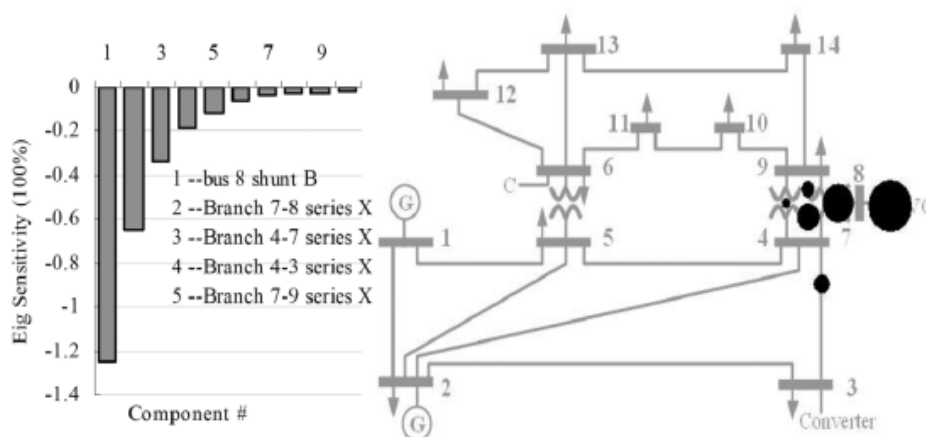 1 3 5 7 9
0
-0.2
-0.4
-0.6
-0.8
-1
-1.2
-1.4
Eig Sensitivity (100%)
Component #
1 --bus 8 shunt B
2 --Branch 7-8 series X
3 --Branch 4-7 series X
4 --Branch 4-3 series X
5 --Branch 7-9 series X
13
14
12
11
10
6
9
8
C
G
1
5
4
7
2
3
G
Converter